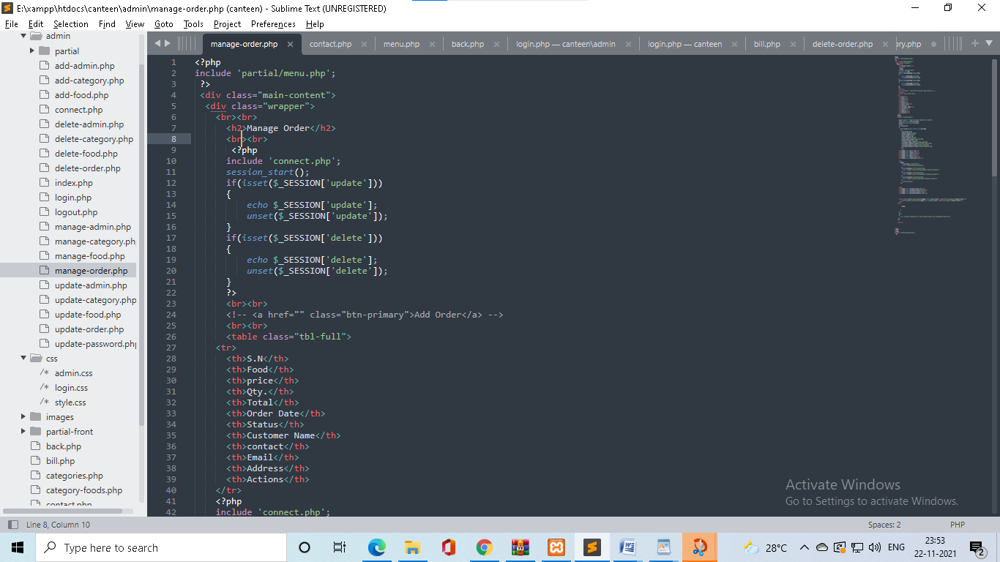 E:\xampp\htdocs\canteen\admin\manage-order.php (canteen) - Sublime Text (UNREGISTERED)
File Edit Selection Find View Goto Tools Project Preferences Help
admin
partial
add-admin.php
add-category.php
add-food.php
connect.php
delete-admin.php
delete-category.php
delete-food.php
delete-order.php
index.php
login.php
logout.php
manage-admin.php
manage-category.ph
manage-food.php
manage-order.php
update-admin.php
update-category.php
update-food.php
update-order.php
update-password.php
css
/* admin.css
/* login.css
/* style.css
images
partial-front
back.php
bill.php
categories.php
category-foods.php
contact.php
manage-order.php × contact.php × menu.php × back.php × login.php — canteen\admin × login.php — canteen × bill.php × delete-order.php × ory.php
1 <?php
2 include 'partial/menu.php';
3 ?>
4 <div class="main-content">
5 <div class="wrapper">
6 <br><br>
7 <h2>Manage Order</h2>
8 <br><br>
9 <?php
10 include 'connect.php';
11 session_start();
12 if(isset($_SESSION['update']))
13 {
14 echo $_SESSION['update'];
15 unset($_SESSION['update']);
16 }
17 if(isset($_SESSION['delete']))
18 {
19 echo $_SESSION['delete'];
20 unset($_SESSION['delete']);
21 }
22 ?>
23 <br><br>
24 <!-- <a href="" class="btn-primary">Add Order</a> -->
25 <br><br>
26 <table class="tbl-full">
27 <tr>
28 <th>S.N</th>
29 <th>Food</th>
30 <th>price</th>
31 <th>Qty.</th>
32 <th>Total</th>
33 <th>Order Date</th>
34 <th>Status</th>
35 <th>Customer Name</th>
36 <th>contact</th>
37 <th>Email</th>
38 <th>Address</th>
39 <th>Actions</th>
40 </tr>
41 <?php
42 include 'connect.php';
Activate Windows
Go to Settings to activate Windows.
Line 8, Column 10 Spaces: 2 PHP
Type here to search
28°C ENG 23:53
22-11-2021
2